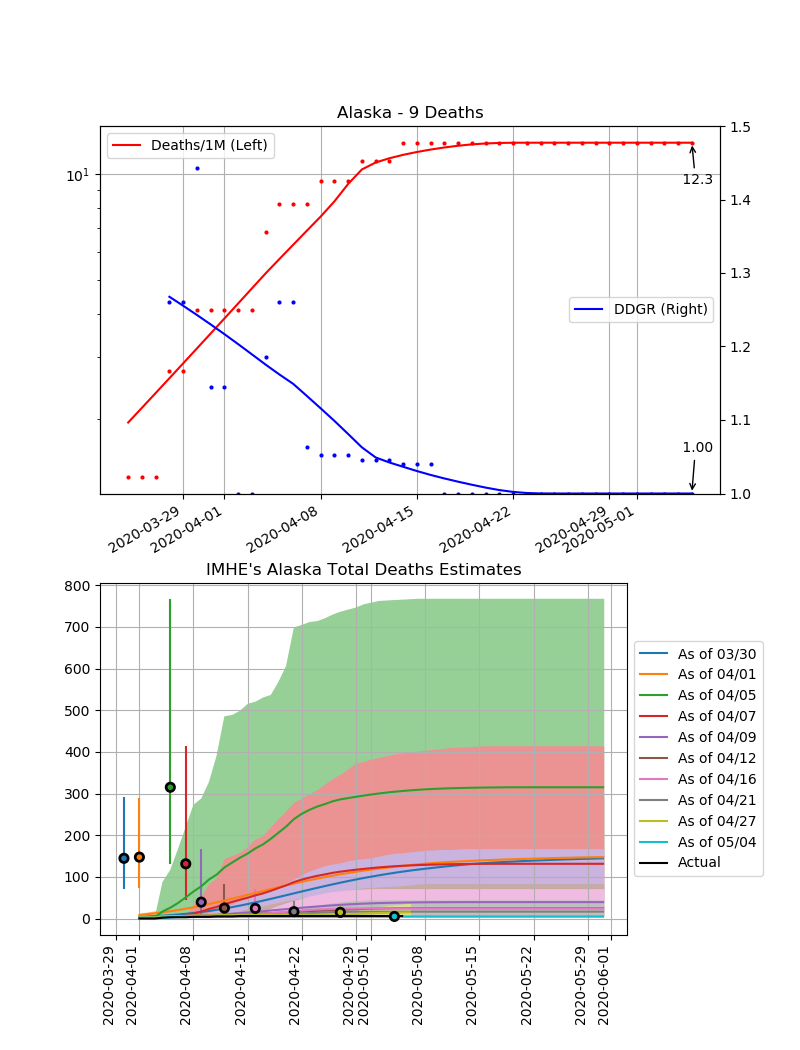 Alaska - 9 Deaths
Deaths/1M (Left)
DDGR (Right)
10¹
12.3
1.00
1.5
1.4
1.3
1.2
1.1
1.0
2020-03-29
2020-04-01
2020-04-08
2020-04-15
2020-04-22
2020-04-29
2020-05-01
IMHE's Alaska Total Deaths Estimates
800
700
600
500
400
300
200
100
0
2020-03-29
2020-04-01
2020-04-08
2020-04-15
2020-04-22
2020-04-29
2020-05-01
2020-05-08
2020-05-15
2020-05-22
2020-05-29
2020-06-01
As of 03/30
As of 04/01
As of 04/05
As of 04/07
As of 04/09
As of 04/12
As of 04/16
As of 04/21
As of 04/27
As of 05/04
Actual